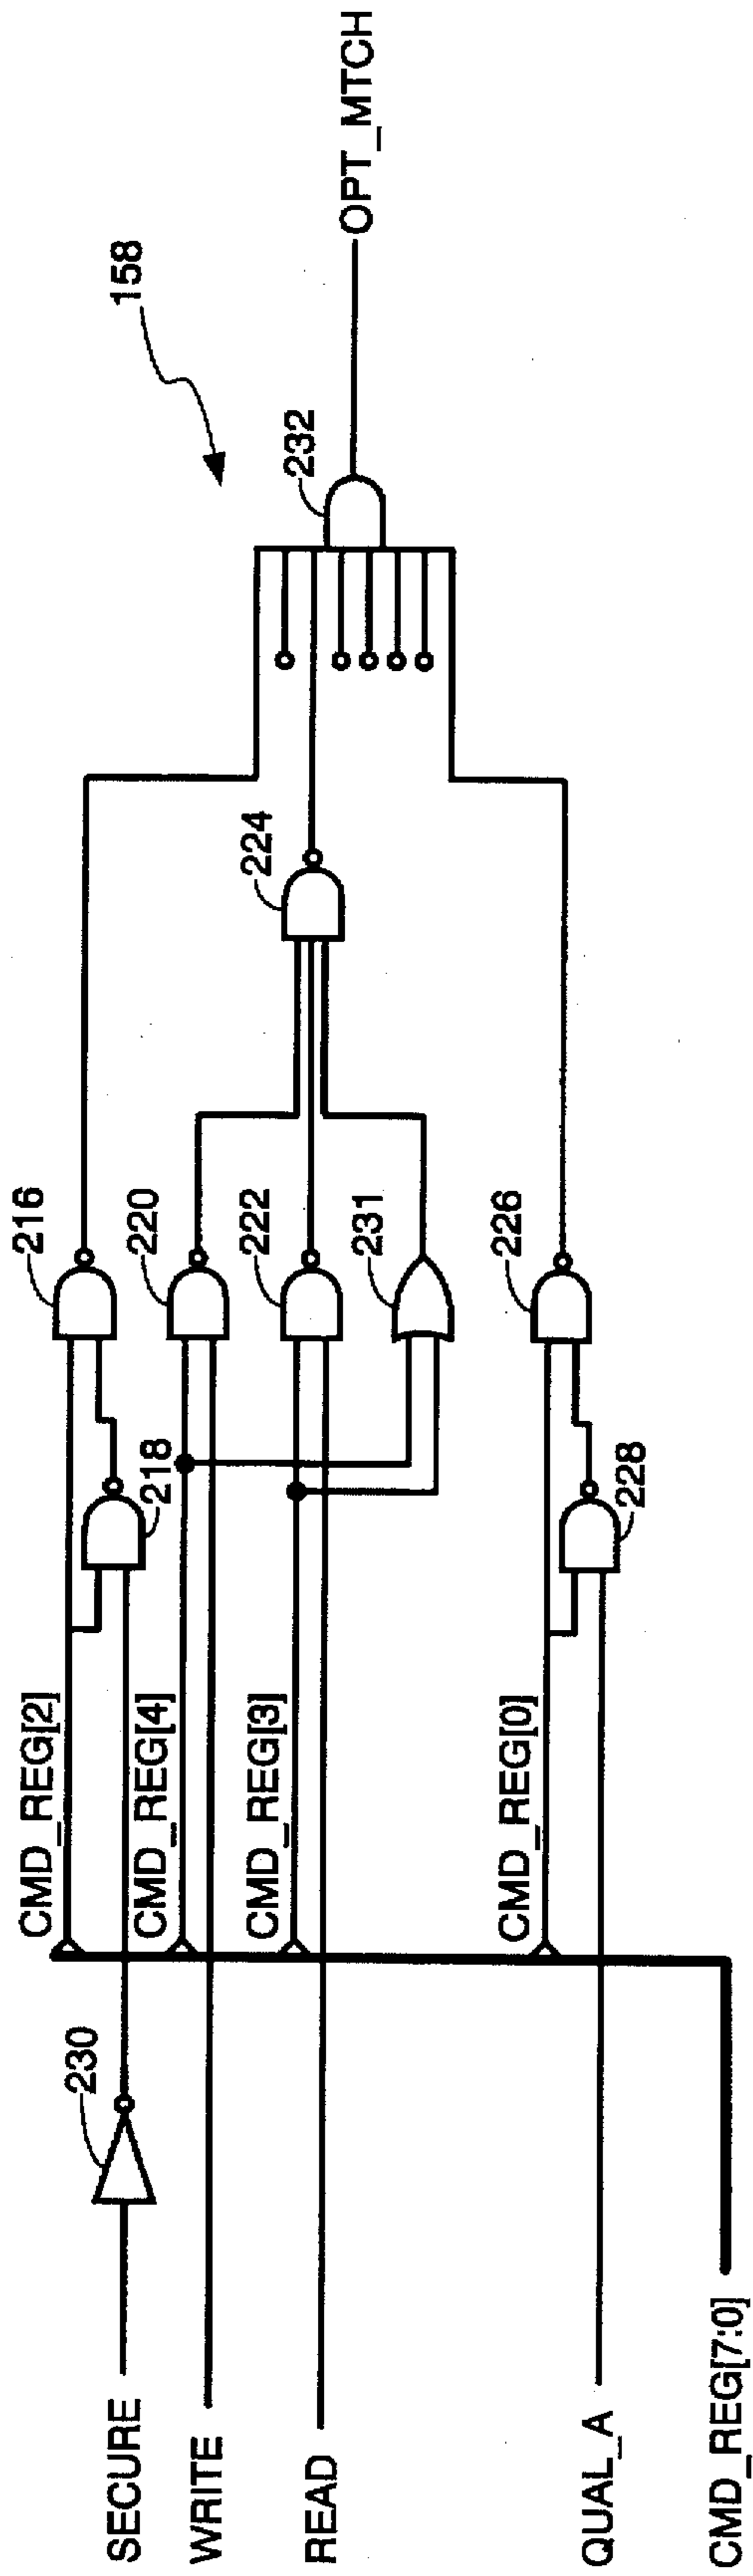 158
SECURE
230
CMD_REG[2]
218
216
WRITE
CMD_REG[4]
220
READ
CMD_REG[3]
222
231
224
232
OPT_MTCH
QUAL_A
CMD_REG[0]
228
226
CMD_REG[7:0]